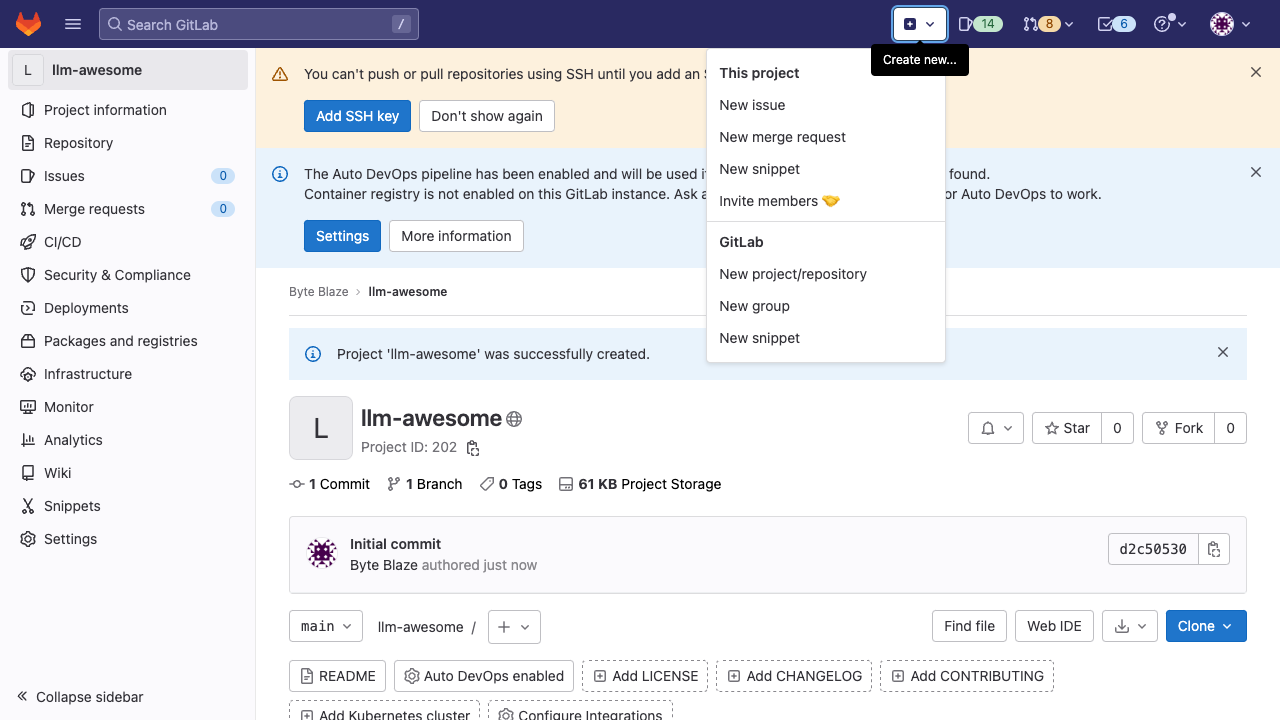 Search GitLab
/
14
8
6
Create new...
L
llm-awesome
Project information
Repository
Issues
0
Merge requests
0
CI/CD
Security & Compliance
Deployments
Packages and registries
Infrastructure
Monitor
Analytics
Wiki
Snippets
Settings
Collapse sidebar
You can't push or pull repositories using SSH until you add an
Add SSH key
Don't show again
The Auto DevOps pipeline has been enabled and will be used
found.
Container registry is not enabled on this GitLab instance. Ask
or Auto DevOps to work.
Settings
More information
This project
New issue
New merge request
New snippet
Invite members 🤝
GitLab
New project/repository
New group
New snippet
Byte Blaze
llm-awesome
Project 'llm-awesome' was successfully created.
L
llm-awesome
Project ID: 202
Star
0
Fork
0
1 Commit
1 Branch
0 Tags
61 KB Project Storage
Initial commit
Byte Blaze authored just now
d2c50530
main
llm-awesome /
Find file
Web IDE
Clone
README
Auto DevOps enabled
Add LICENSE
Add CHANGELOG
Add CONTRIBUTING
Add Kubernetes cluster
Configure Integrations